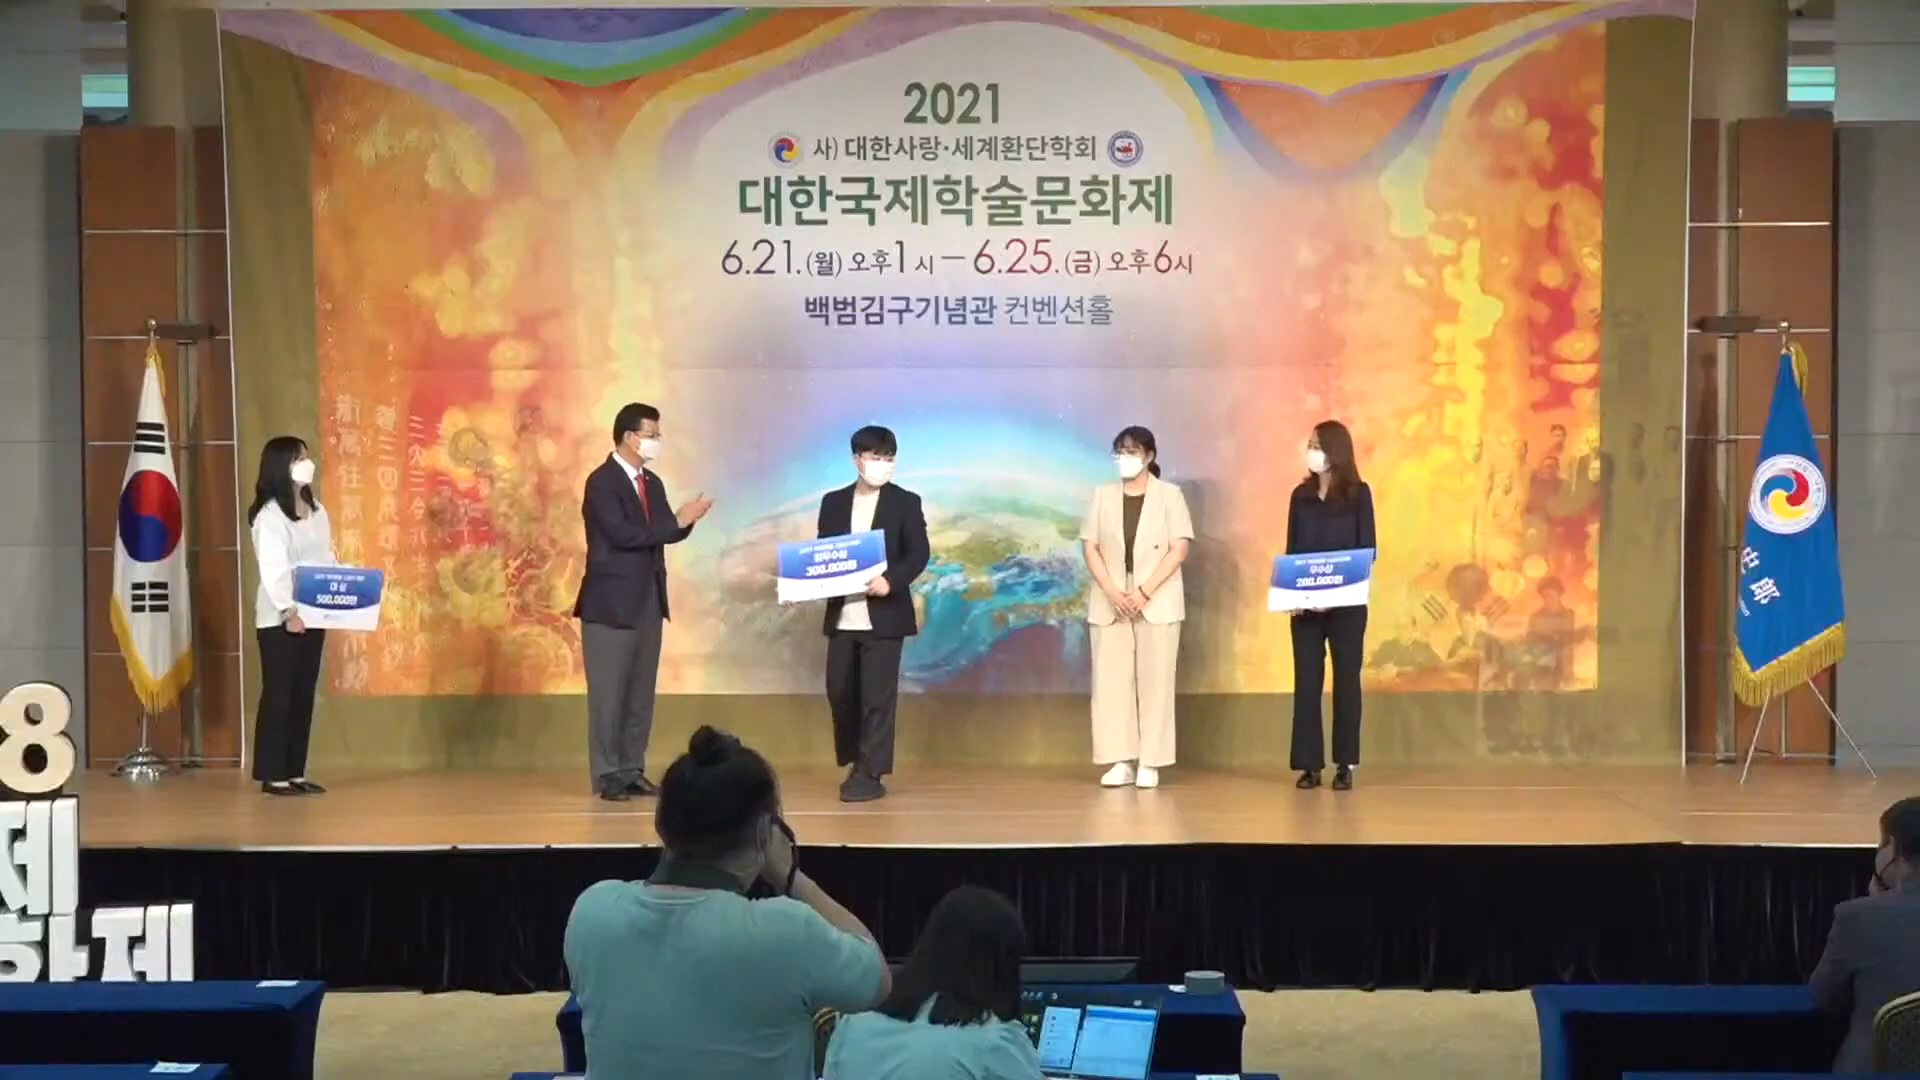 2021
사) 대한사랑·세계환단학회
대한국제학술문화제
6.21.(월) 오후1시 – 6.25.(금) 오후6시
백범김구기념관 컨벤션홀
대상
500,000원
최우수상
300,000원
우수상
200,000원
8
제
화제